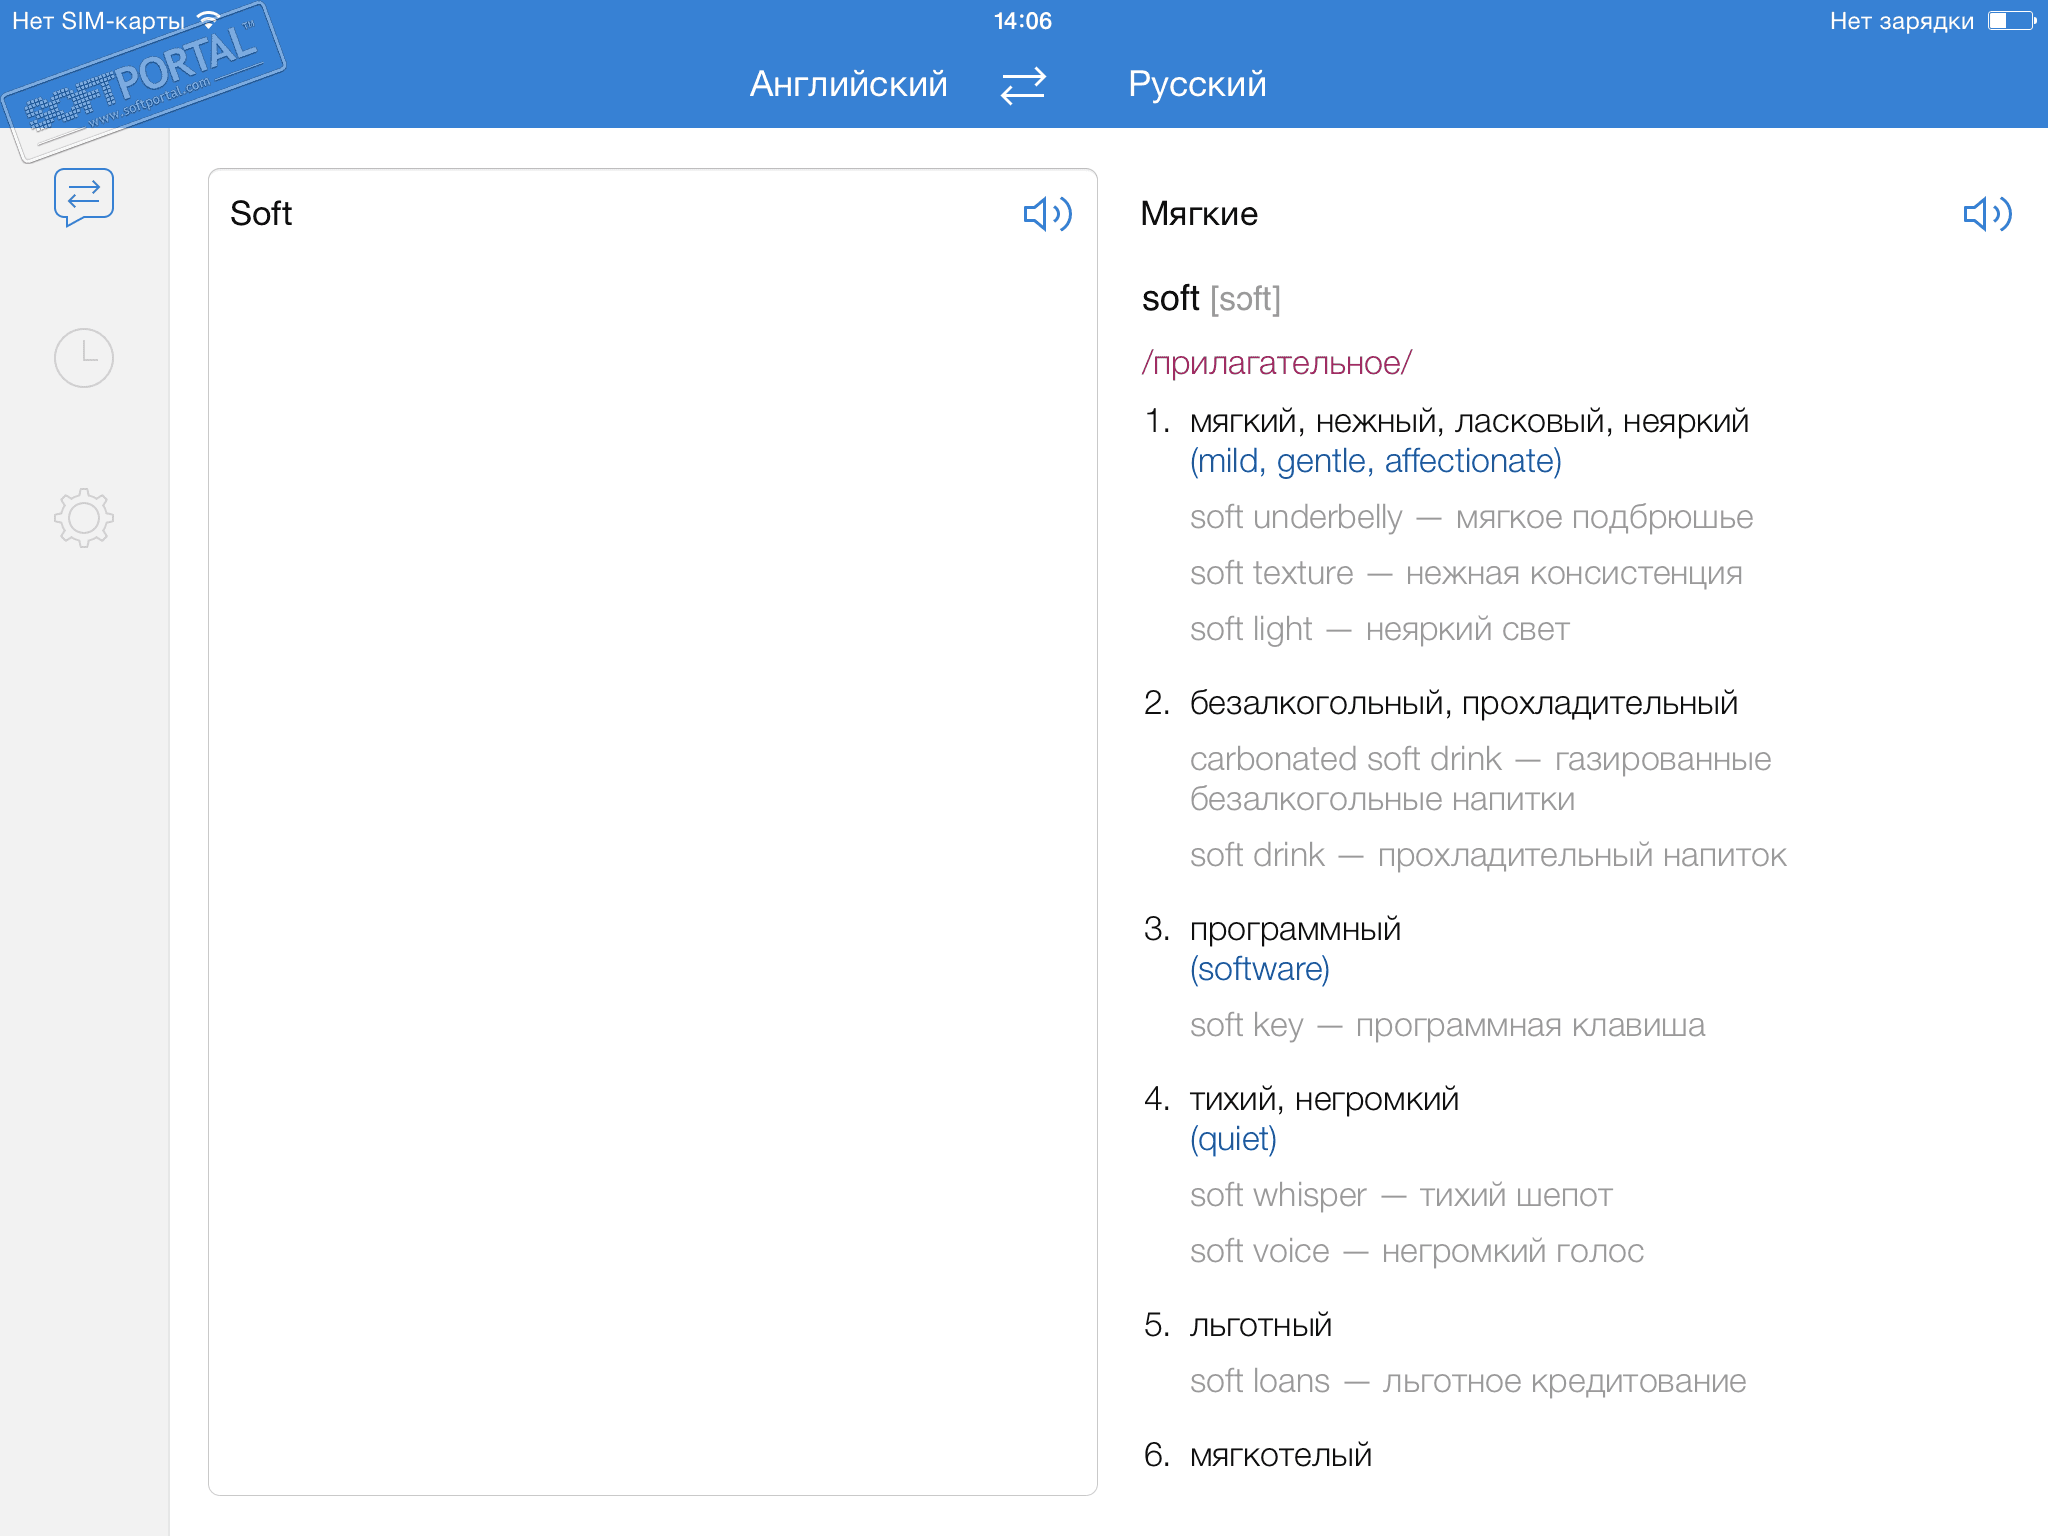 Нет SIM-карты
14:06
Нет зарядки
SOFTPORTAL™
www.softportal.com
Английский
Русский
Soft
Мягкие
soft [sɔft]
/прилагательное/
1. мягкий, нежный, ласковый, неяркий
(mild, gentle, affectionate)
soft underbelly — мягкое подбрюшье
soft texture — нежная консистенция
soft light — неяркий свет
2. безалкогольный, прохладительный
carbonated soft drink — газированные
безалкогольные напитки
soft drink — прохладительный напиток
3. программный
(software)
soft key — программная клавиша
4. тихий, негромкий
(quiet)
soft whisper — тихий шепот
soft voice — негромкий голос
5. льготный
soft loans — льготное кредитование
6. мягкотелый